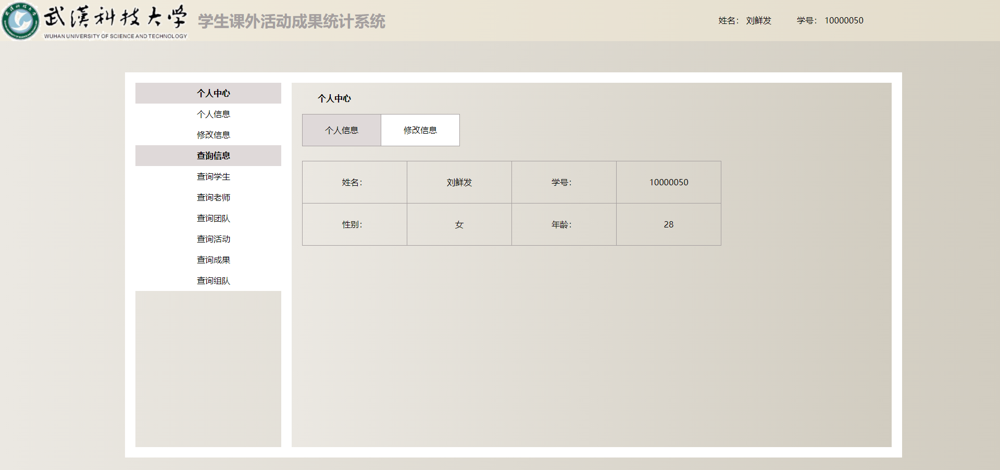 武漢科技大学
WUHAN UNIVERSITY OF SCIENCE AND TECHNOLOGY
学生课外活动成果统计系统
姓名： 刘鲜发 学号： 10000050
个人中心
个人信息
修改信息
查询信息
查询学生
查询老师
查询团队
查询活动
查询成果
查询组队
个人中心
个人信息 修改信息
姓名： 刘鲜发 学号： 10000050
性别： 女 年龄： 28